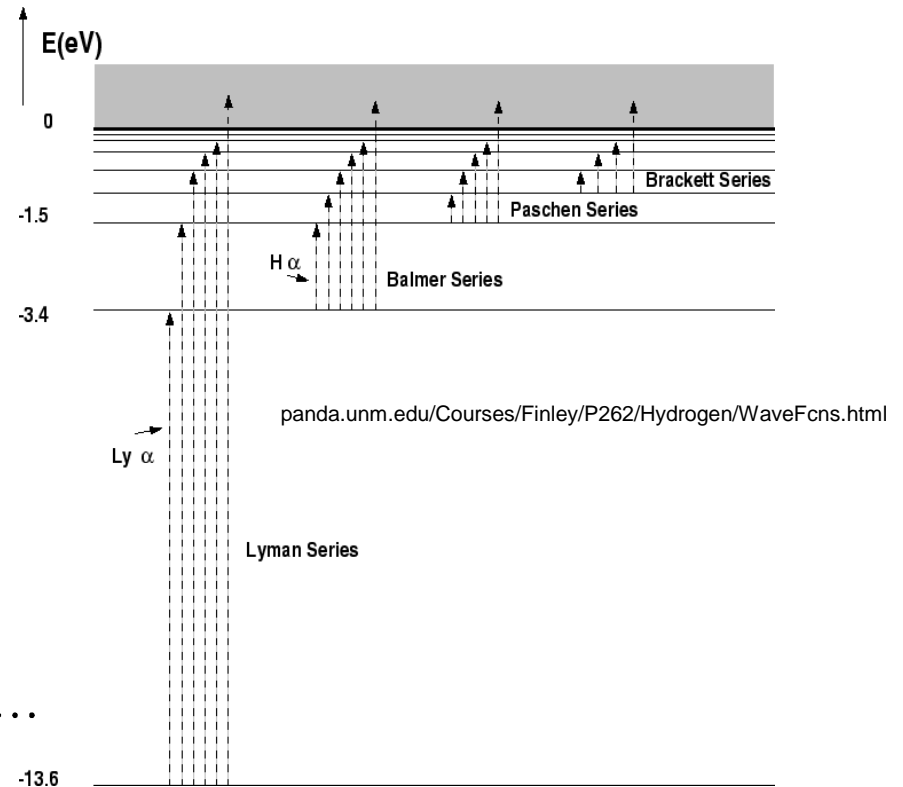 E(eV)
0
Brackett Series
-1.5
Paschen Series
H α
Balmer Series
-3.4
panda.unm.edu/Courses/Finley/P262/Hydrogen/WaveFcns.html
Ly α
Lyman Series
...
-13.6